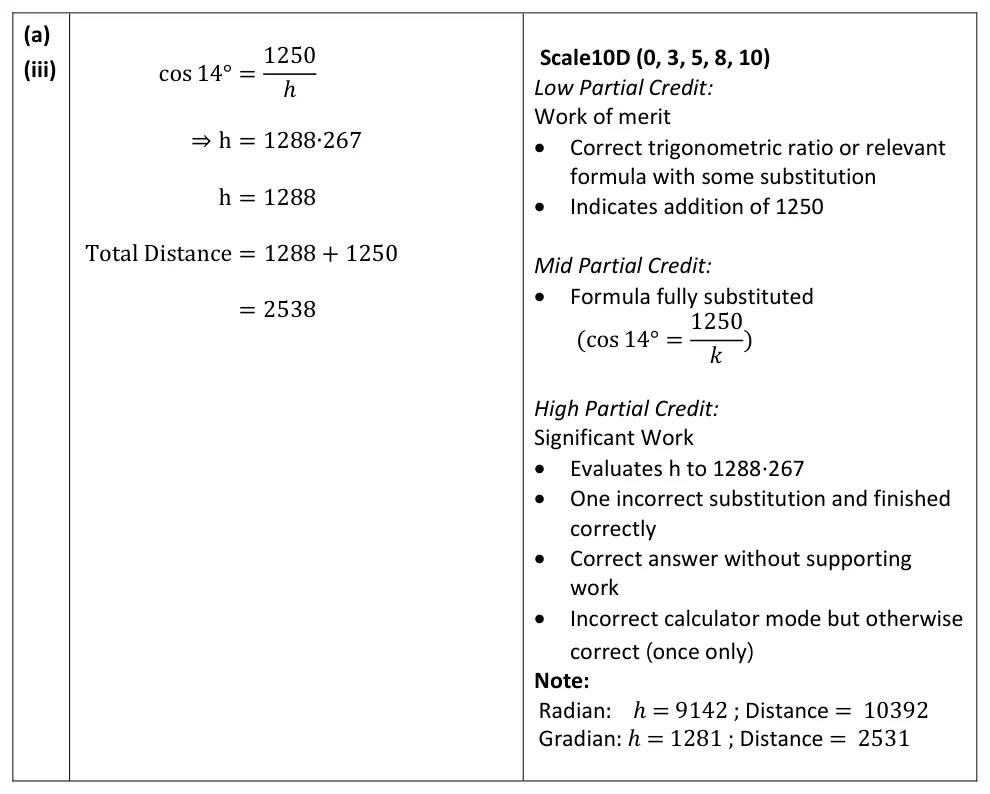 (a)
(iii)
cos 14° = 1250/h
⇒ h = 1288·267
h = 1288
Total Distance = 1288 + 1250
= 2538
Scale10D (0, 3, 5, 8, 10)
Low Partial Credit:
Work of merit
• Correct trigonometric ratio or relevant
formula with some substitution
• Indicates addition of 1250
Mid Partial Credit:
• Formula fully substituted
(cos 14° = 1250/k)
High Partial Credit:
Significant Work
• Evaluates h to 1288·267
• One incorrect substitution and finished
correctly
• Correct answer without supporting
work
• Incorrect calculator mode but otherwise
correct (once only)
Note:
Radian: h = 9142 ; Distance = 10392
Gradian: h = 1281 ; Distance = 2531